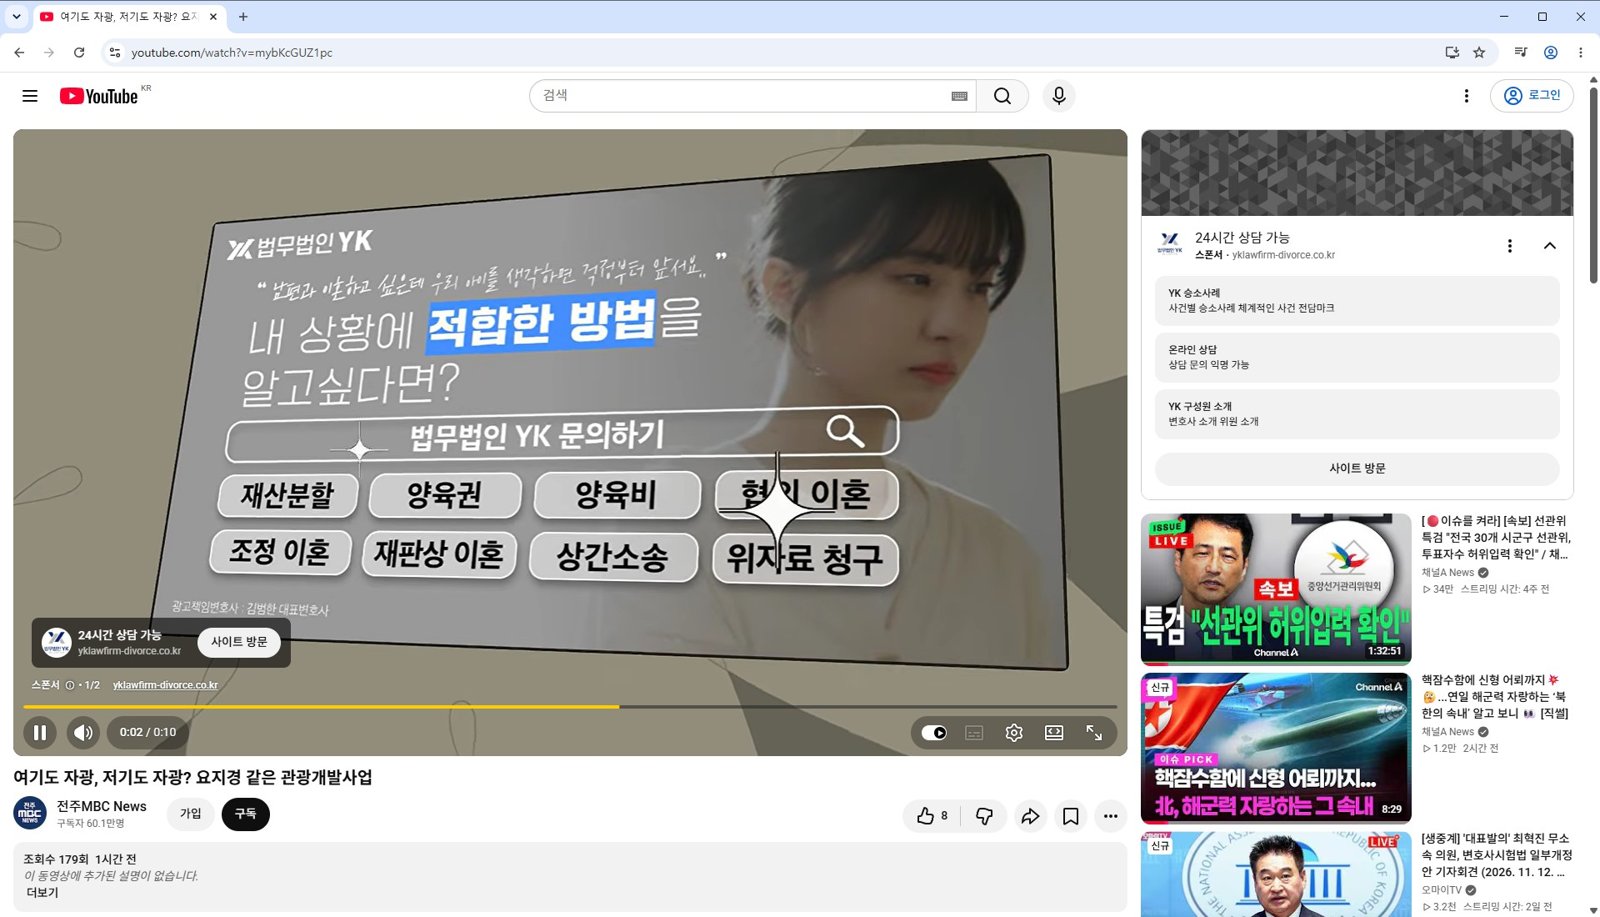 여기도 자광, 저기도 자광? 요지
youtube.com/watch?v=mybKcGUZ1pc
YouTube KR
검색
로그인
법무법인 YK
“ 남편과 이혼하고 싶은데 우리 아이를 생각하면 걱정부터 앞서요.. ”
내 상황에 적합한 방법을
알고싶다면?
법무법인 YK 문의하기
재산분할 양육권 양육비 협의 이혼
조정 이혼 재판상 이혼 상간소송 위자료 청구
광고책임변호사 : 김범한 대표변호사
24시간 상담 가능
yklawfirm-divorce.co.kr
사이트 방문
스폰서 • 1/2 yklawfirm-divorce.co.kr
0:02 / 0:10
여기도 자광, 저기도 자광? 요지경 같은 관광개발사업
전주 MBC NEWS
전주MBC News
구독자 60.1만명
가입
구독
8
조회수 179회 1시간 전
이 동영상에 추가된 설명이 없습니다.
더보기
법무법인 YK
24시간 상담 가능
스폰서 · yklawfirm-divorce.co.kr
YK 승소사례
사건별 승소사례 체계적인 사건 전담마크
온라인 상담
상담 문의 익명 가능
YK 구성원 소개
변호사 소개 위원 소개
사이트 방문
ISSUE
LIVE
중앙선거관리위원회
속보
특검 "선관위 허위입력 확인"
Channel A
1:32:51
[🔴이슈를 켜라] [속보] 선관위
특검 "전국 30개 시군구 선관위,
투표자수 허위입력 확인" / 채...
채널A News
34만 스트리밍 시간: 4주 전
신규
Channel A
이슈 PICK
핵잠수함에 신형 어뢰까지...
北, 해군력 자랑하는 그 속내
8:29
핵잠수함에 신형 어뢰까지
...연일 해군력 자랑하는 ‘북
한의 속내’ 알고 보니 👀 [직썰]
채널A News
1.2만 2시간 전
신규
LIVE
[생중계] '대표발의' 최혁진 무소
속 의원, 변호사시험법 일부개정
안 기자회견 (2026. 11. 12. ...
오마이TV
3.2천 스트리밍 시간: 2일 전